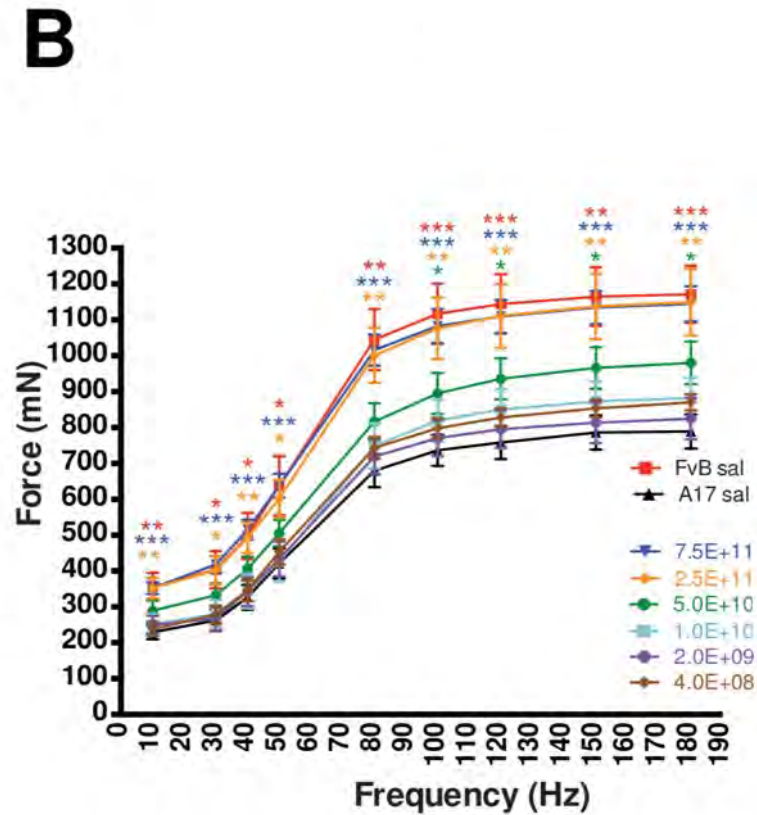 B
** *** **
* *** *
* *** **
* *** *
** *** **
*** *** ** *
*** *** ** *
** *** ** *
*** *** ** *
Force (mN)
1300
1200
1100
1000
900
800
700
600
500
400
300
200
100
0
0 10 20 30 40 50 60 70 80 90 100 110 120 130 140 150 160 170 180 190
Frequency (Hz)
FvB sal
A17 sal
7.5E+11
2.5E+11
5.0E+10
1.0E+10
2.0E+09
4.0E+08